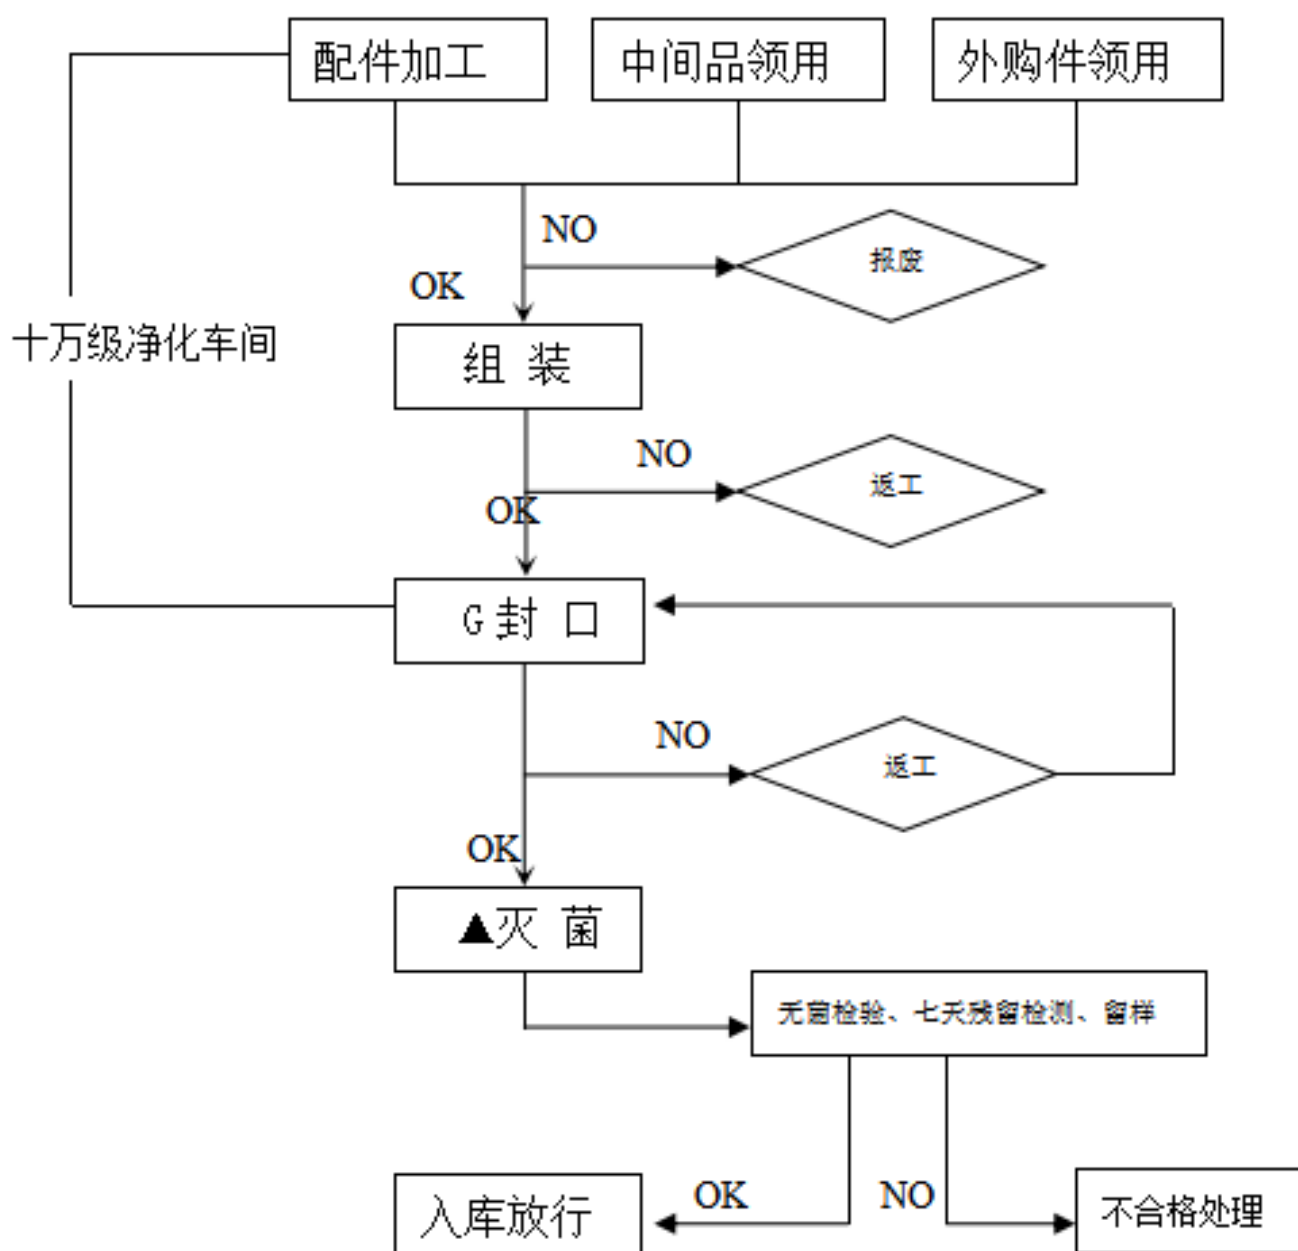 配件加工
中间品领用
外购件领用
NO
报废
OK
十万级净化车间
组 装
NO
返工
OK
G封 口
NO
返工
OK
▲灭 菌
无菌检验、七天残留检测、留样
入库放行
OK
NO
不合格处理